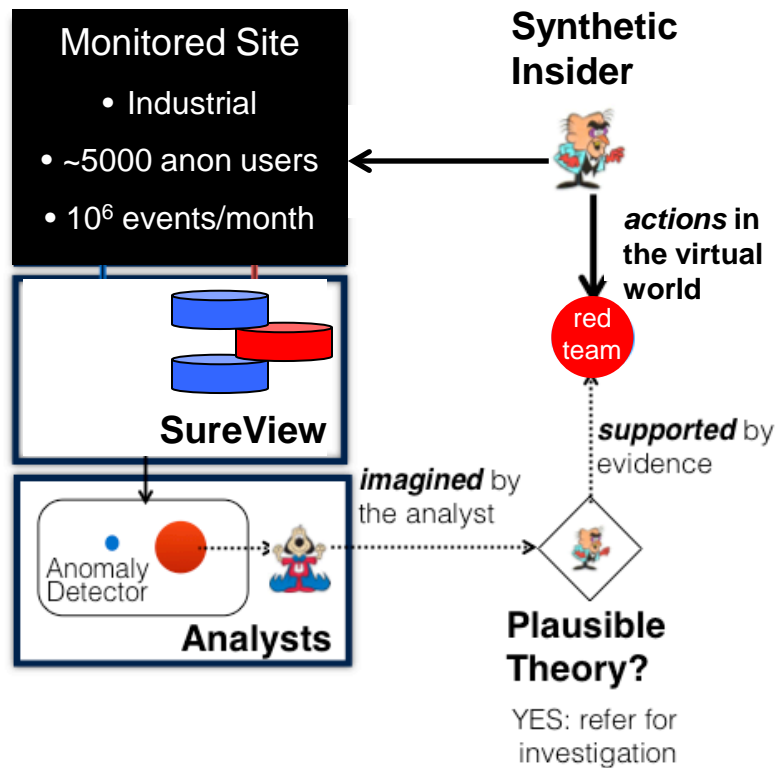 Monitored Site
• Industrial
• ~5000 anon users
• 10⁶ events/month
Synthetic
Insider
actions in
the virtual
world
red
team
SureView
supported by
evidence
imagined by
the analyst
Anomaly
Detector
U
Analysts
Plausible
Theory?
YES: refer for
investigation